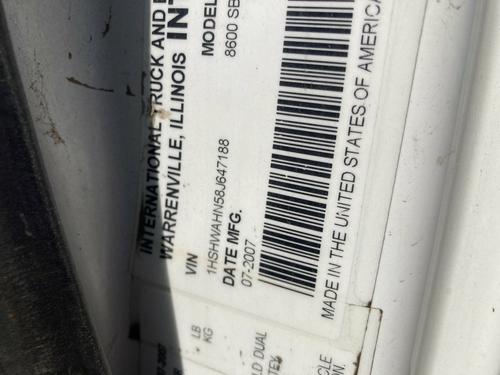 INTERNATIONAL TRUCK AND
WARRENVILLE, ILLINOIS
VIN
1HSHWAHN58J647188
DATE MFG.
07-2007
MODEL
8600 SB
MADE IN THE UNITED STATES OF AMERICA
LB
KG
LD DUAL